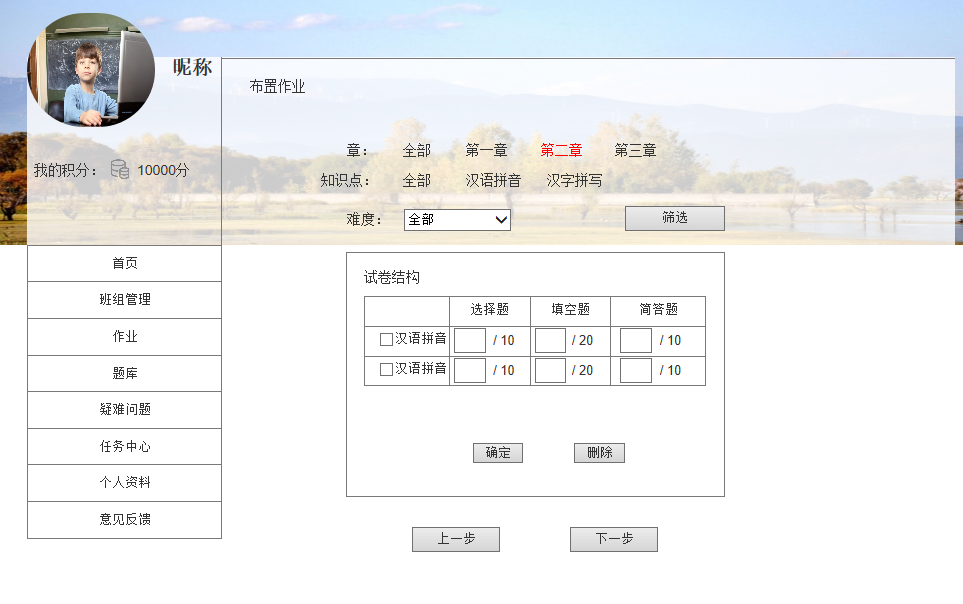 昵称
布置作业
章： 全部 第一章 第二章 第三章
我的积分： 10000分
知识点： 全部 汉语拼音 汉字拼写
难度： 全部 筛选
首页
班组管理
作业
题库
疑难问题
任务中心
个人资料
意见反馈
试卷结构
选择题 填空题 简答题
汉语拼音 / 10 / 20 / 10
汉语拼音 / 10 / 20 / 10
确定 删除
上一步 下一步